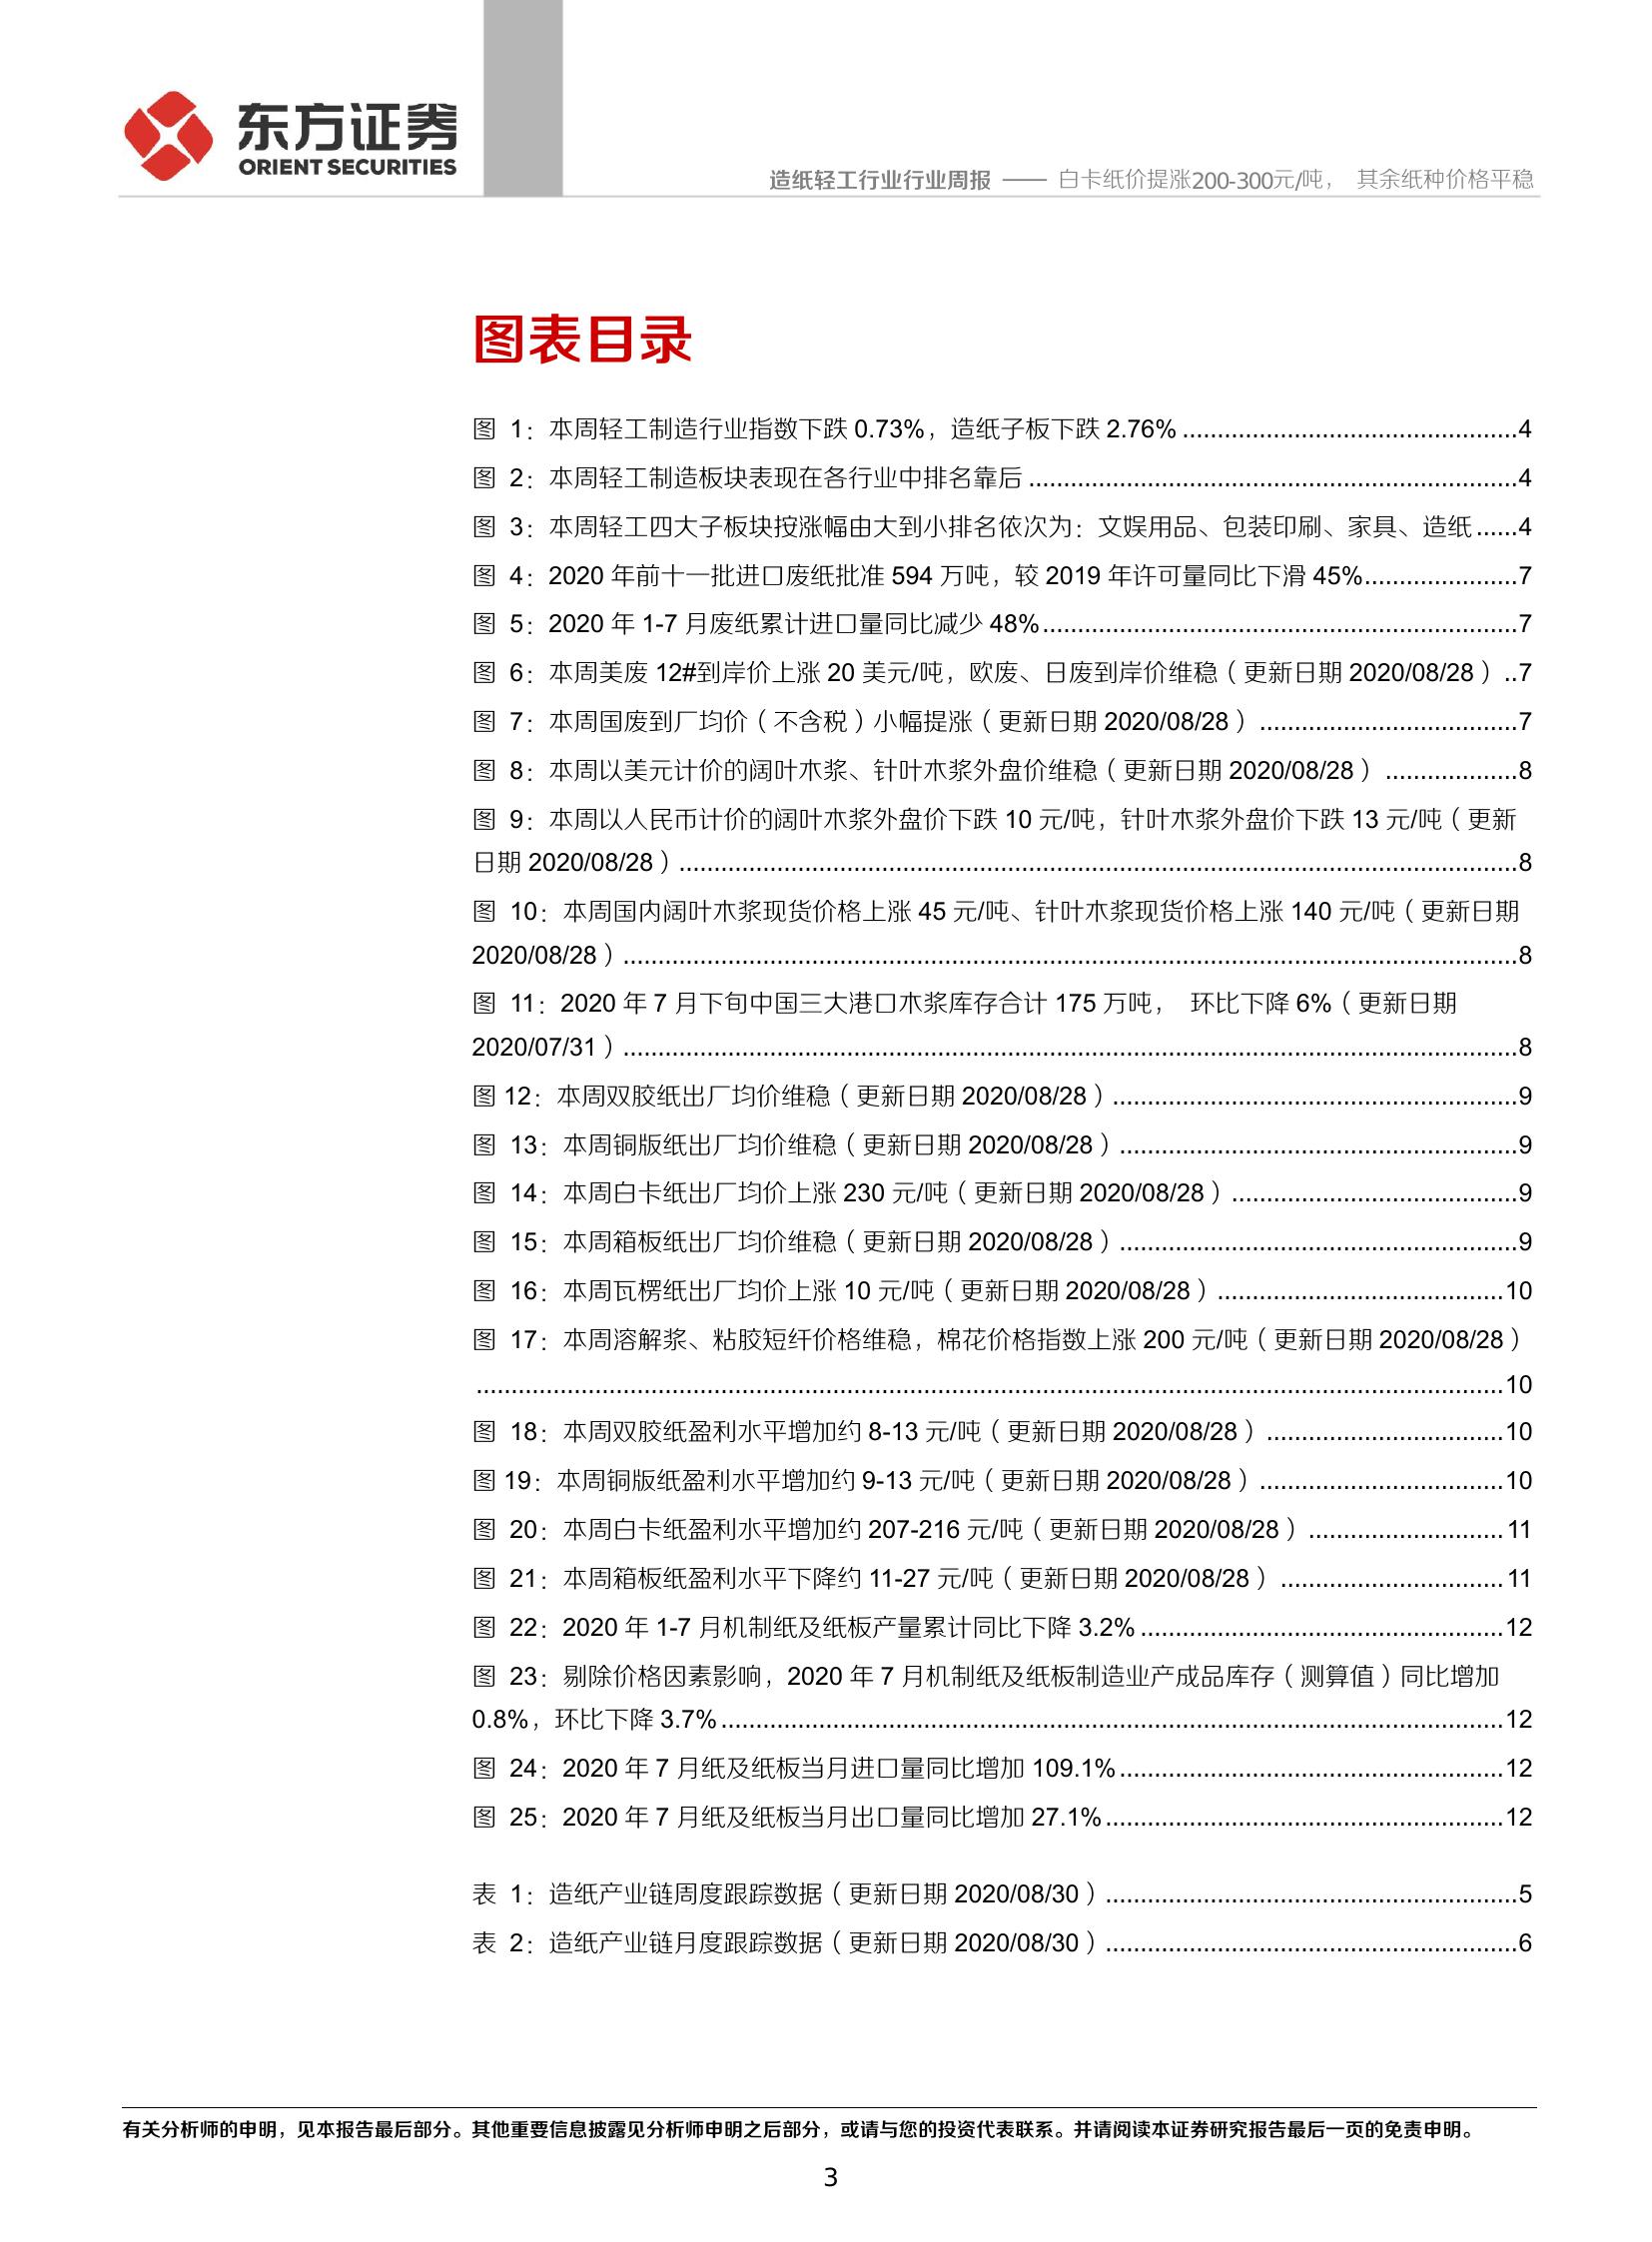 东方证券
ORIENT SECURITIES
造纸轻工行业行业周报 —— 白卡纸价提涨200-300元/吨， 其余纸种价格平稳
图表目录
图 1：本周轻工制造行业指数下跌 0.73%，造纸子板下跌 2.76% ................................................4
图 2：本周轻工制造板块表现在各行业中排名靠后 ......................................................................4
图 3：本周轻工四大子板块按涨幅由大到小排名依次为：文娱用品、包装印刷、家具、造纸 ......4
图 4：2020 年前十一批进口废纸批准 594 万吨，较 2019 年许可量同比下滑 45%......................7
图 5：2020 年 1-7 月废纸累计进口量同比减少 48%....................................................................7
图 6：本周美废 12#到岸价上涨 20 美元/吨，欧废、日废到岸价维稳（更新日期 2020/08/28） ..7
图 7：本周国废到厂均价（不含税）小幅提涨（更新日期 2020/08/28） .....................................7
图 8：本周以美元计价的阔叶木浆、针叶木浆外盘价维稳（更新日期 2020/08/28） ...................8
图 9：本周以人民币计价的阔叶木浆外盘价下跌 10 元/吨，针叶木浆外盘价下跌 13 元/吨（更新
日期 2020/08/28）........................................................................................................................8
图 10：本周国内阔叶木浆现货价格上涨 45 元/吨、针叶木浆现货价格上涨 140 元/吨（更新日期
2020/08/28）................................................................................................................................8
图 11：2020 年 7 月下旬中国三大港口木浆库存合计 175 万吨， 环比下降 6%（更新日期
2020/07/31）................................................................................................................................8
图 12：本周双胶纸出厂均价维稳（更新日期 2020/08/28）..........................................................9
图 13：本周铜版纸出厂均价维稳（更新日期 2020/08/28）.........................................................9
图 14：本周白卡纸出厂均价上涨 230 元/吨（更新日期 2020/08/28）.........................................9
图 15：本周箱板纸出厂均价维稳（更新日期 2020/08/28）.........................................................9
图 16：本周瓦楞纸出厂均价上涨 10 元/吨（更新日期 2020/08/28）.........................................10
图 17：本周溶解浆、粘胶短纤价格维稳，棉花价格指数上涨 200 元/吨（更新日期 2020/08/28）
...................................................................................................................................................10
图 18：本周双胶纸盈利水平增加约 8-13 元/吨（更新日期 2020/08/28）..................................10
图 19：本周铜版纸盈利水平增加约 9-13 元/吨（更新日期 2020/08/28）...................................10
图 20：本周白卡纸盈利水平增加约 207-216 元/吨（更新日期 2020/08/28） ............................11
图 21：本周箱板纸盈利水平下降约 11-27 元/吨（更新日期 2020/08/28） ................................11
图 22：2020 年 1-7 月机制纸及纸板产量累计同比下降 3.2% ....................................................12
图 23：剔除价格因素影响，2020 年 7 月机制纸及纸板制造业产成品库存（测算值）同比增加
0.8%，环比下降 3.7%................................................................................................................12
图 24：2020 年 7 月纸及纸板当月进口量同比增加 109.1%.......................................................12
图 25：2020 年 7 月纸及纸板当月出口量同比增加 27.1%.........................................................12
表 1：造纸产业链周度跟踪数据（更新日期 2020/08/30）...........................................................5
表 2：造纸产业链月度跟踪数据（更新日期 2020/08/30）...........................................................6
有关分析师的申明，见本报告最后部分。其他重要信息披露见分析师申明之后部分，或请与您的投资代表联系。并请阅读本证券研究报告最后一页的免责申明。
3